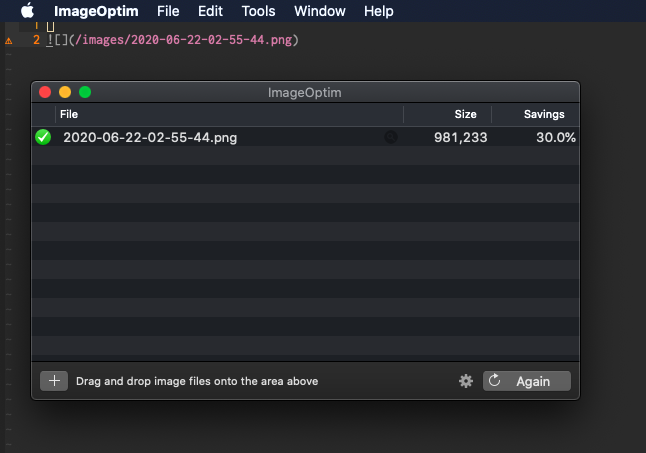 ImageOptim File Edit Tools Window Help
1
2 ![](/images/2020-06-22-02-55-44.png)
ImageOptim
File Size Savings
2020-06-22-02-55-44.png 981,233 30.0%
Drag and drop image files onto the area above
Again